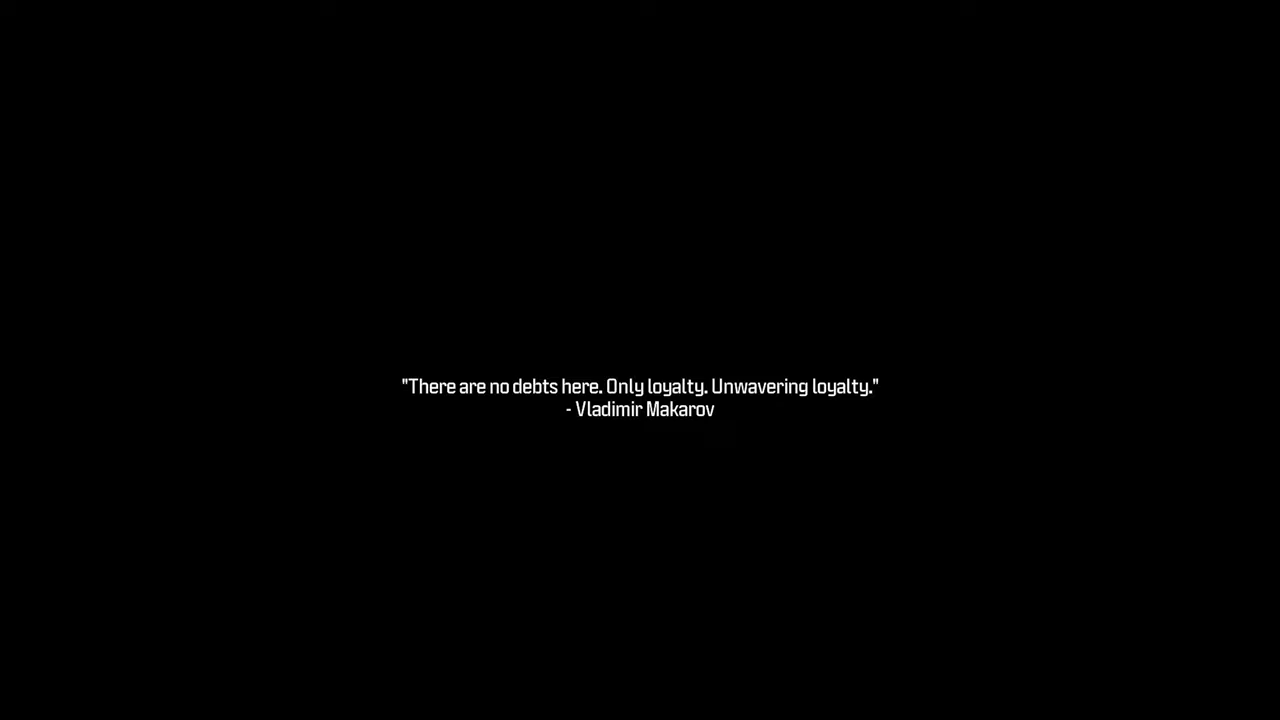 "There are no debts here. Only loyalty. Unwavering loyalty."
- Vladimir Makarov